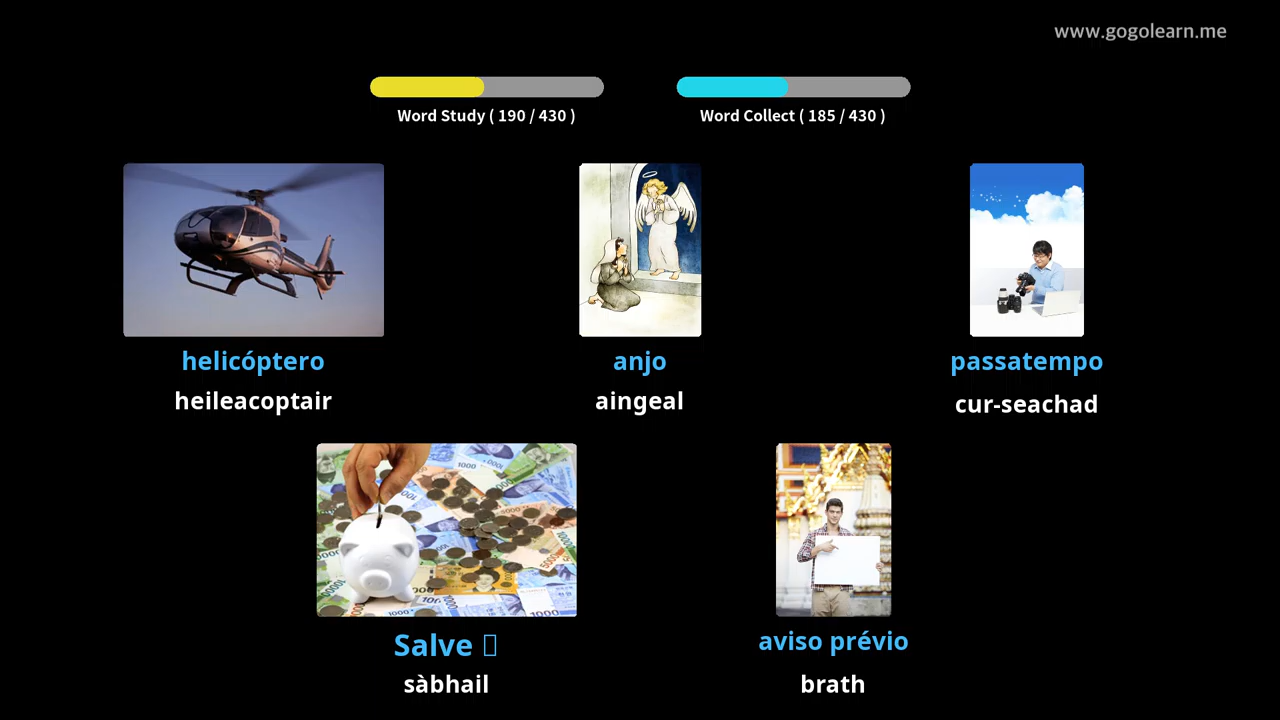 www.gogolearn.me
Word Study ( 190 / 430 )
Word Collect ( 185 / 430 )
helicóptero
heileacoptair
anjo
aingeal
passatempo
cur-seachad
Salve
sàbhail
aviso prévio
brath